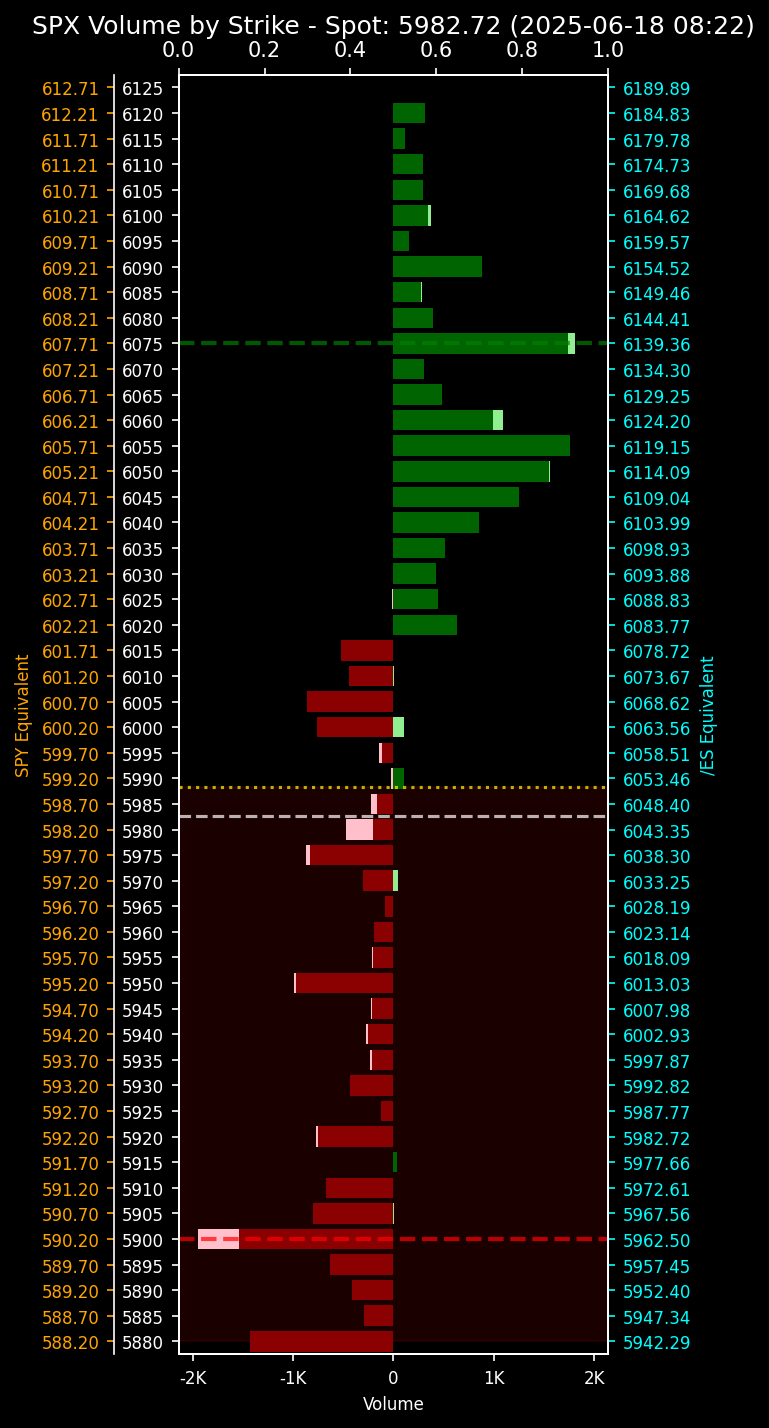 SPX Volume by Strike - Spot: 5982.72 (2025-06-18 08:22)
0.0 0.2 0.4 0.6 0.8 1.0
612.71 6125 6189.89
612.21 6120 6184.83
611.71 6115 6179.78
611.21 6110 6174.73
610.71 6105 6169.68
610.21 6100 6164.62
609.71 6095 6159.57
609.21 6090 6154.52
608.71 6085 6149.46
608.21 6080 6144.41
607.71 6075 6139.36
607.21 6070 6134.30
606.71 6065 6129.25
606.21 6060 6124.20
605.71 6055 6119.15
605.21 6050 6114.09
604.71 6045 6109.04
604.21 6040 6103.99
603.71 6035 6098.93
603.21 6030 6093.88
602.71 6025 6088.83
602.21 6020 6083.77
601.71 6015 6078.72
601.20 6010 6073.67
600.70 6005 6068.62
600.20 6000 6063.56
599.70 5995 6058.51
599.20 5990 6053.46
598.70 5985 6048.40
598.20 5980 6043.35
597.70 5975 6038.30
597.20 5970 6033.25
596.70 5965 6028.19
596.20 5960 6023.14
595.70 5955 6018.09
595.20 5950 6013.03
594.70 5945 6007.98
594.20 5940 6002.93
593.70 5935 5997.87
593.20 5930 5992.82
592.70 5925 5987.77
592.20 5920 5982.72
591.70 5915 5977.66
591.20 5910 5972.61
590.70 5905 5967.56
590.20 5900 5962.50
589.70 5895 5957.45
589.20 5890 5952.40
588.70 5885 5947.34
588.20 5880 5942.29
SPY Equivalent
/ES Equivalent
-2K -1K 0 1K 2K
Volume